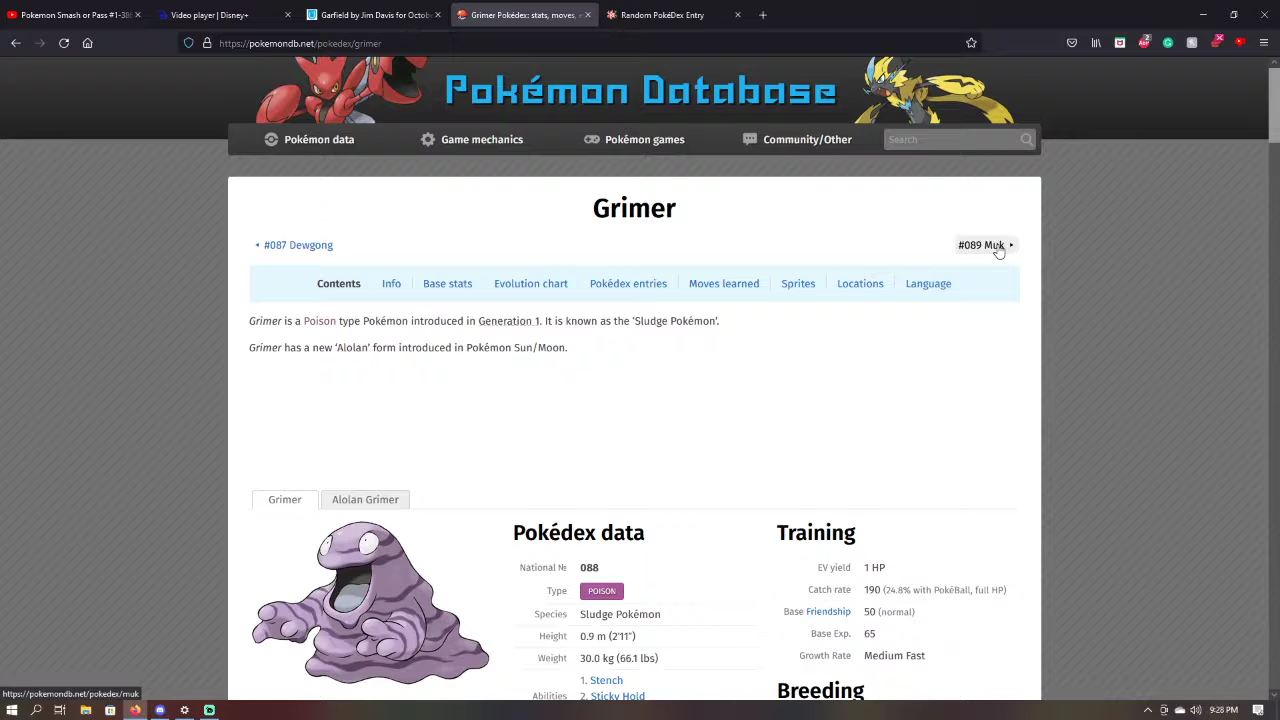 Pokemon Smash or Pass #1-38
Video player | Disney+
Garfield by Jim Davis for October
Grimer Pokédex: stats, moves,
Random PokéDex Entry
https://pokemondb.net/pokedex/grimer
Pokémon Database
Pokémon data
Game mechanics
Pokémon games
Community/Other
Search
Grimer
#087 Dewgong
#089 Muk
Contents
Info
Base stats
Evolution chart
Pokédex entries
Moves learned
Sprites
Locations
Language
Grimer is a Poison type Pokémon introduced in Generation 1. It is known as the ‘Sludge Pokémon’.
Grimer has a new ‘Alolan’ form introduced in Pokémon Sun/Moon.
Grimer
Alolan Grimer
Pokédex data
National № 088
Type POISON
Species Sludge Pokémon
Height 0.9 m (2′11″)
Weight 30.0 kg (66.1 lbs)
1. Stench
Abilities 2. Sticky Hold
Training
EV yield 1 HP
Catch rate 190 (24.8% with PokéBall, full HP)
Base Friendship 50 (normal)
Base Exp. 65
Growth Rate Medium Fast
Breeding
https://pokemondb.net/pokedex/muk
9:28 PM